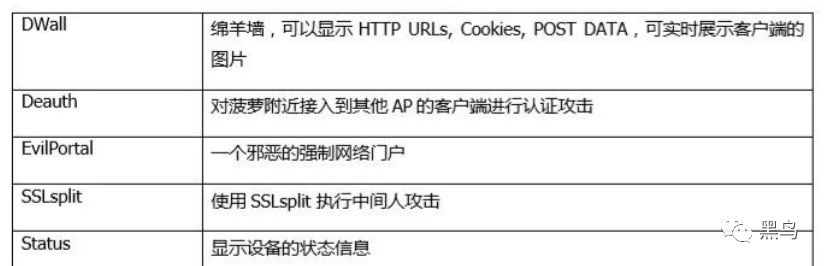 DWall
绵羊墙，可以显示 HTTP URLs, Cookies, POST DATA，可实时展示客户端的
图片
Deauth
对菠萝附近接入到其他 AP 的客户端进行认证攻击
EvilPortal
一个邪恶的强制网络门户
SSLsplit
使用 SSLsplit 执行中间人攻击
Status
显示设备的状态信息
黑鸟